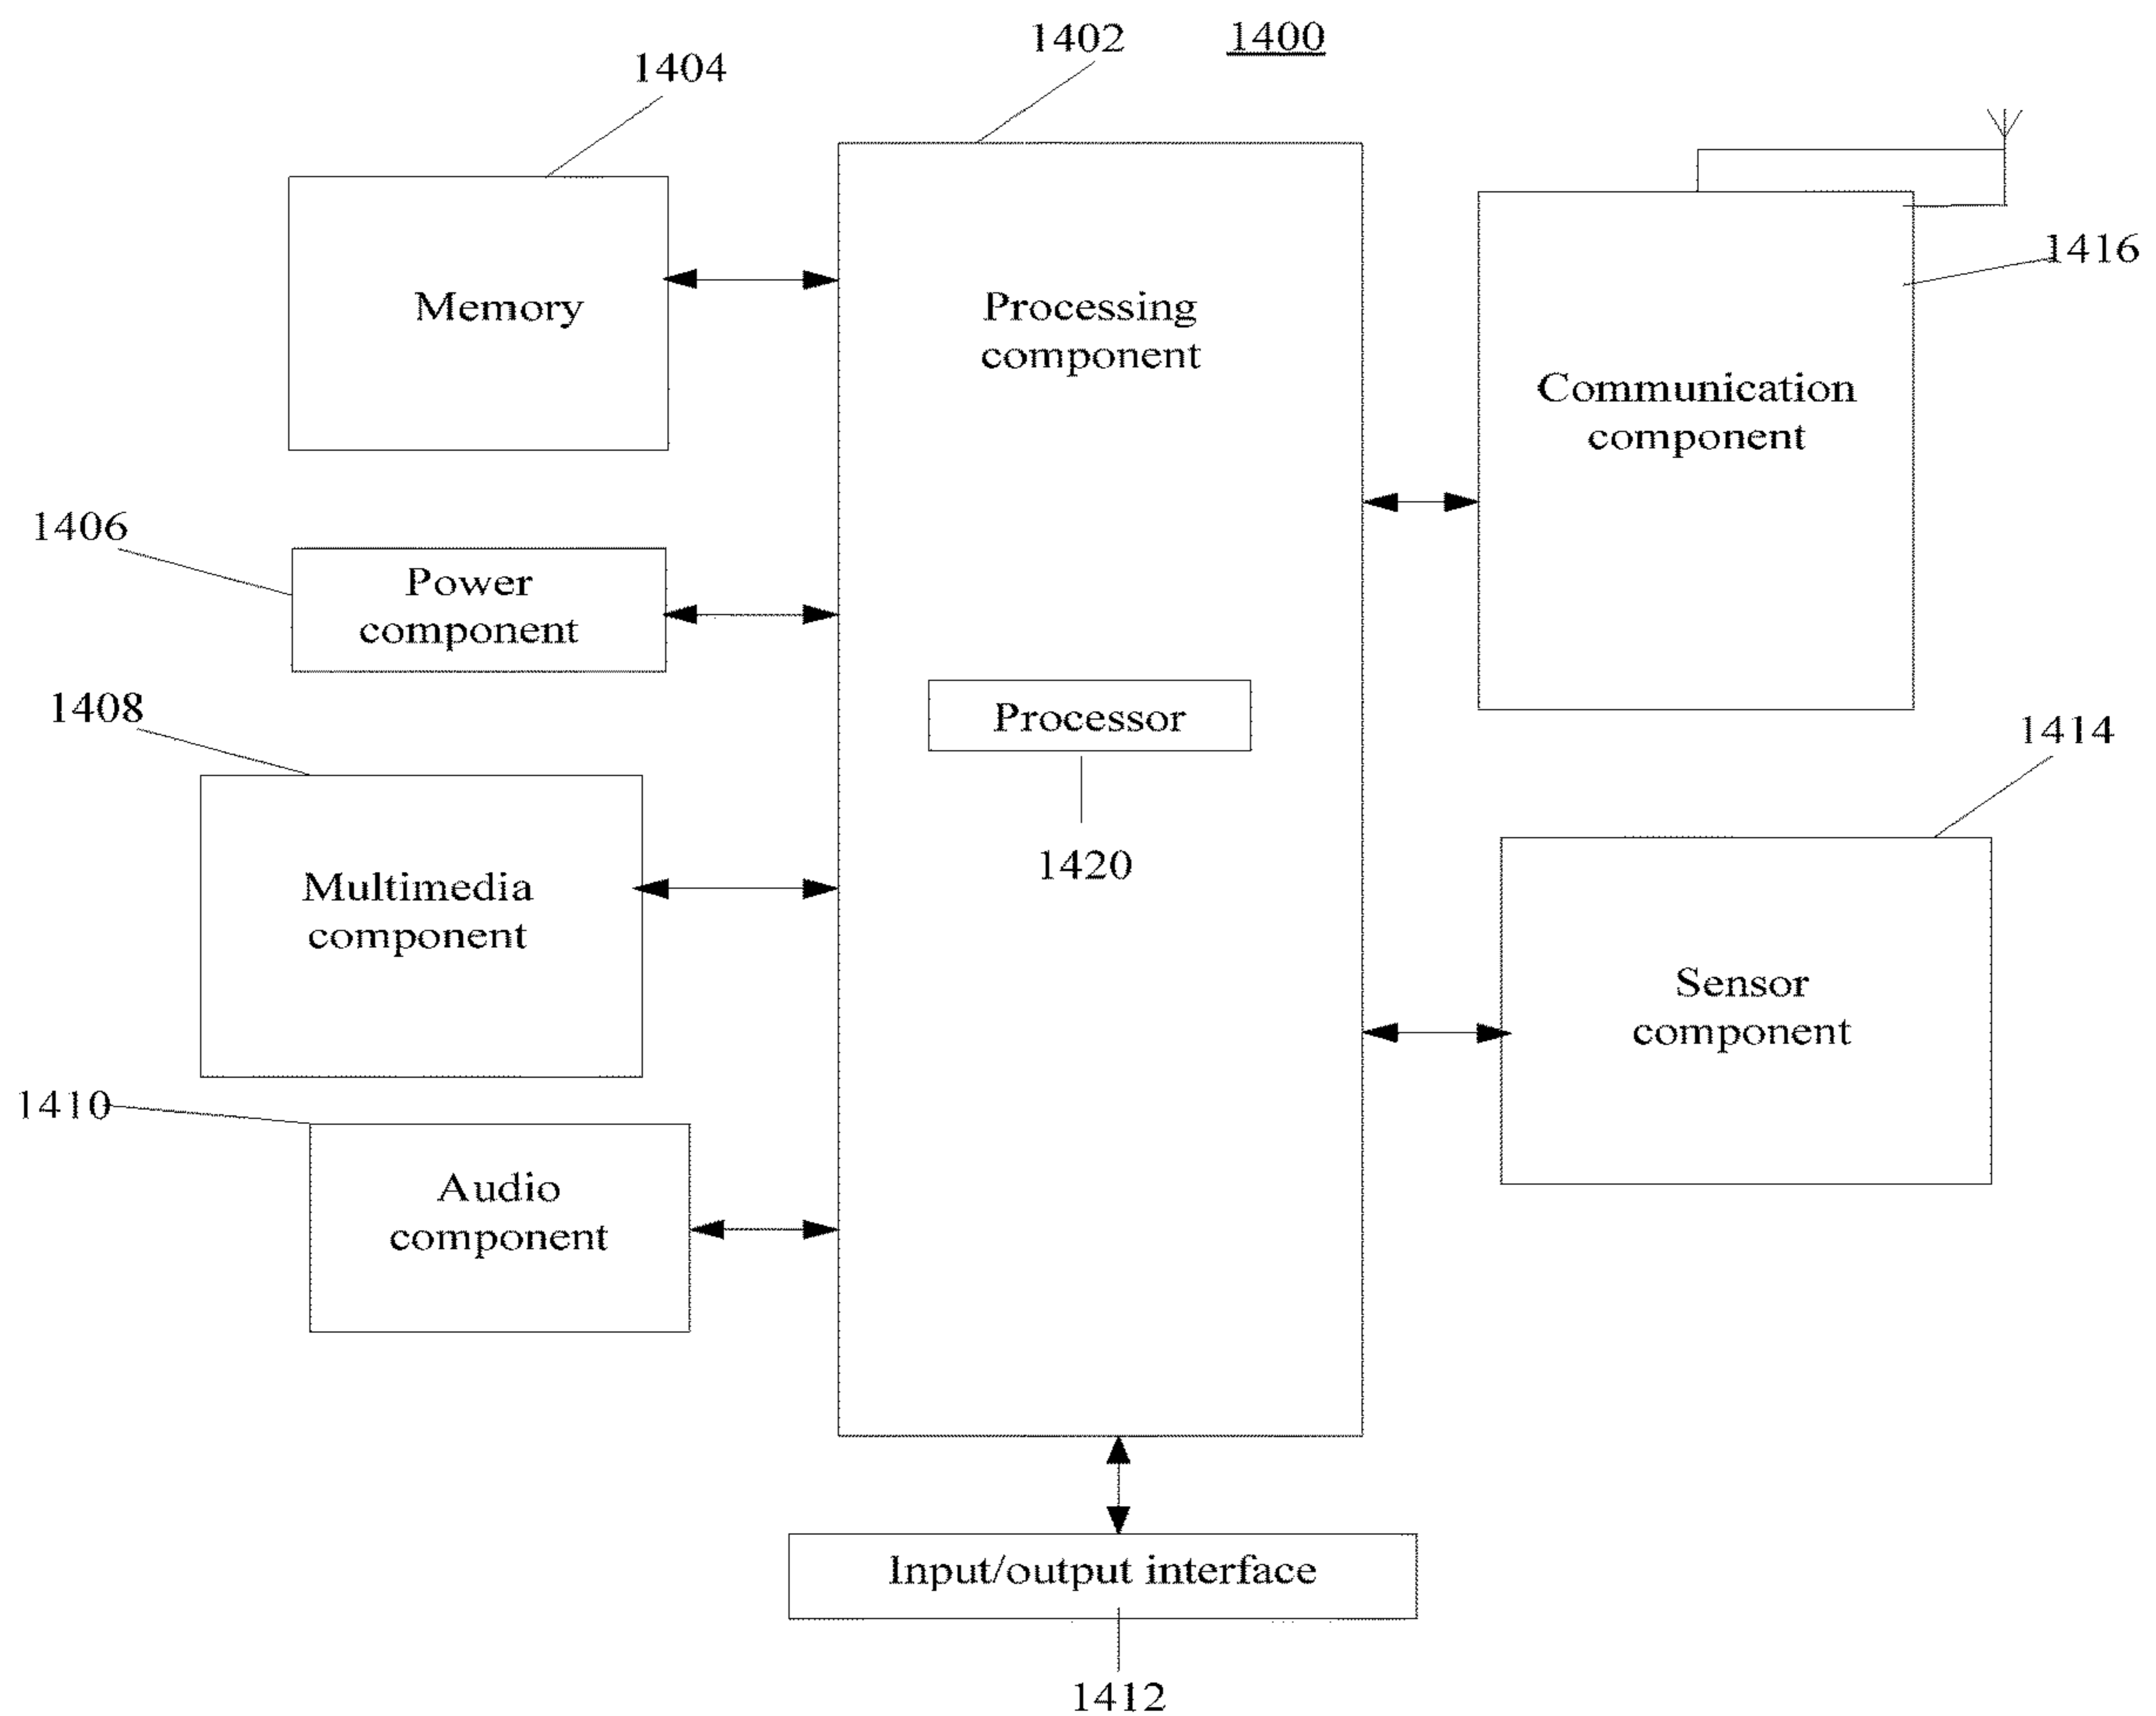 1402
1400
1404
Memory
Processing
component
1416
Communication
component
1406
Power
component
1408
Processor
1414
1420
Multimedia
component
Sensor
component
1410
Audio
component
Input/output interface
1412